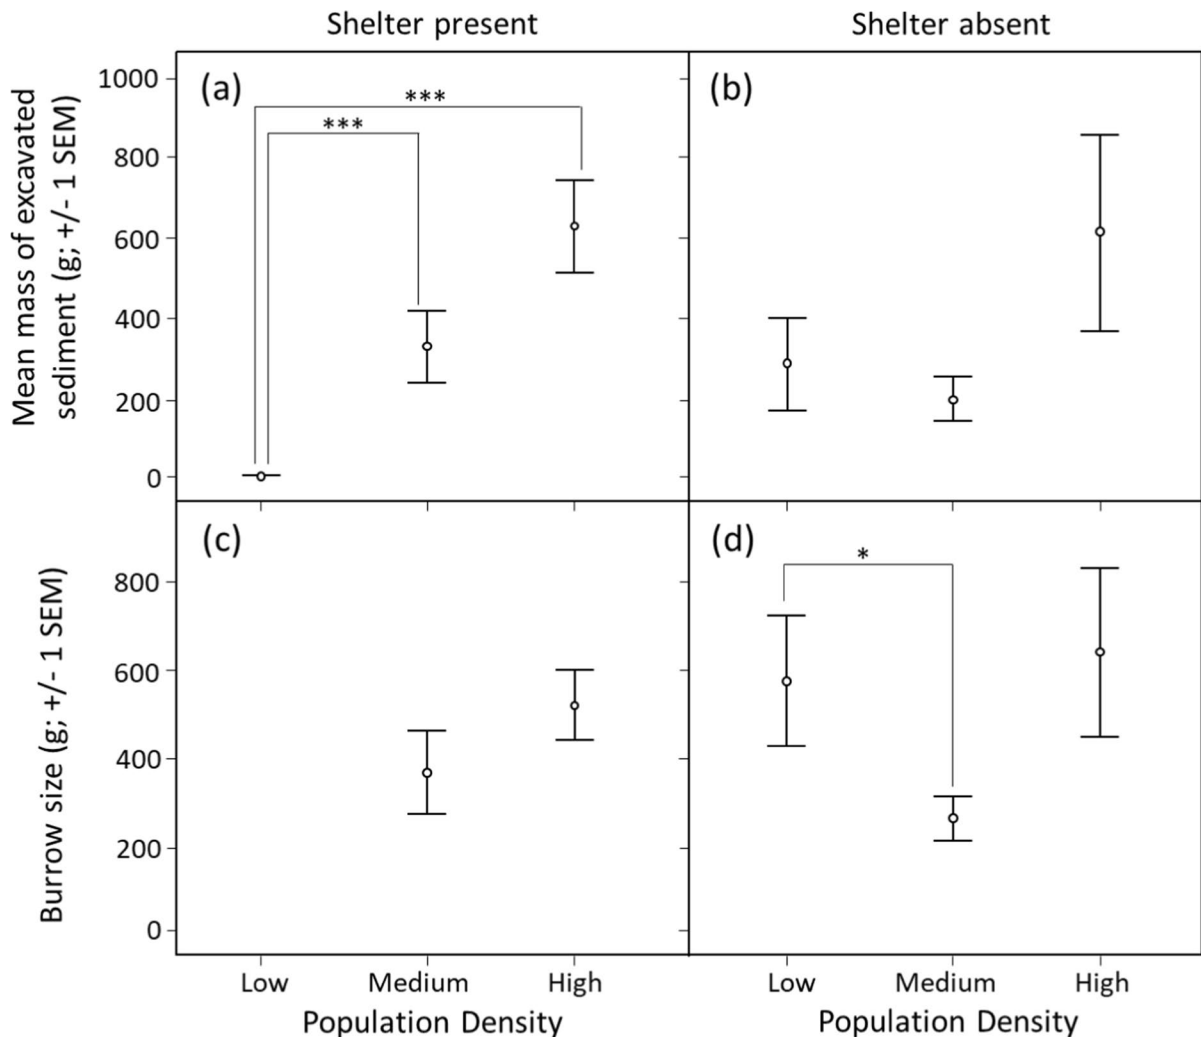 Shelter present
Shelter absent
Mean mass of excavated
sediment (g; +/- 1 SEM)
1000
800
600
400
200
0
(a)
***
***
(b)
Burrow size (g; +/- 1 SEM)
800
600
400
200
0
(c)
(d)
*
Low Medium High
Population Density
Low Medium High
Population Density